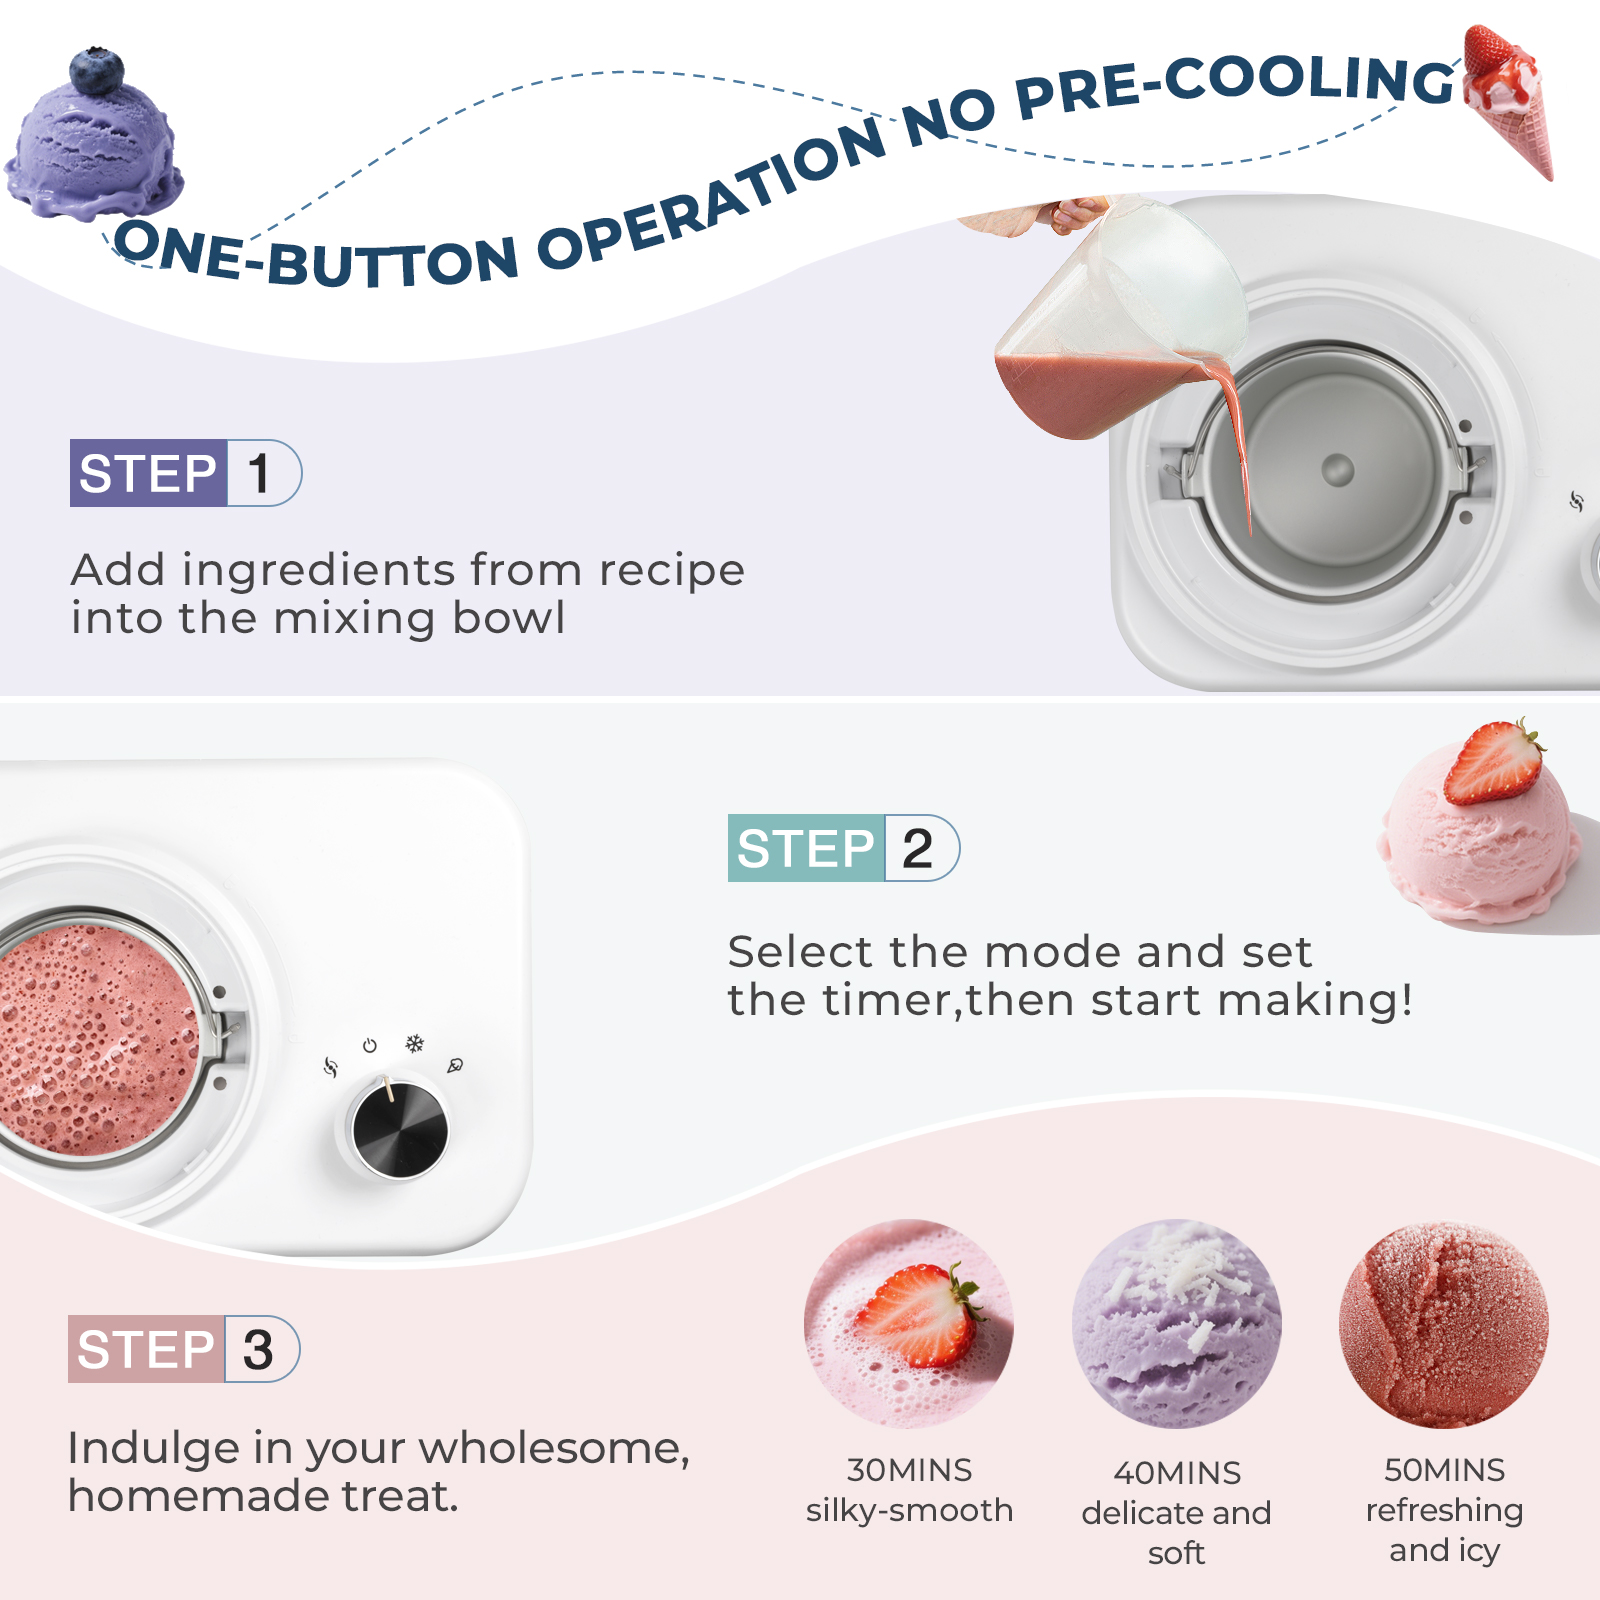 ONE-BUTTON OPERATION NO PRE-COOLING
STEP 1
Add ingredients from recipe
into the mixing bowl
STEP 2
Select the mode and set
the timer,then start making!
STEP 3
Indulge in your wholesome,
homemade treat.
30MINS
silky-smooth
40MINS
delicate and
soft
50MINS
refreshing
and icy